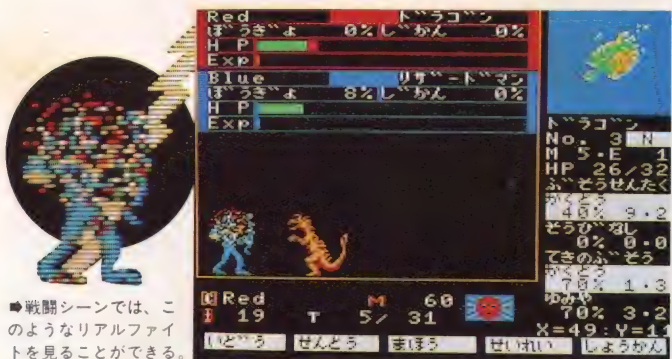 Red ドラゴン
ぼうぎょ 0% じかん 0%
HP
Exp
Blue リザードマン
ぼうぎょ 8% じかん 0%
HP
Exp
ドラゴン
No. 3 N
M 5・E 1
HP 26/32
ぶそうせんたく
かくとう
40% 9・2
そうび なし
0% 0・0
てきのぶそう
かくとう
70% 1・3
ゆみや 2
70% 3・2
X=49:Y=11
Red M 60
19 T 5/ 31
いどう せんとう まほう せいれい しょうかん
➡戦闘シーンでは、こ
のようなリアルファイ
トを見ることができる。